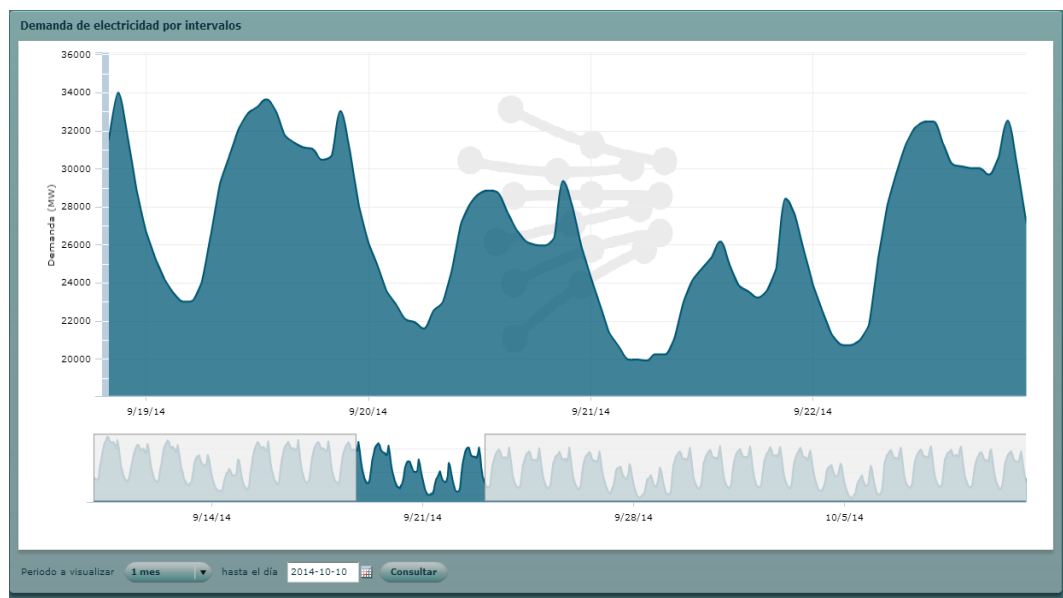 Demanda de electricidad por intervalos
36000
34000
32000
30000
28000
26000
24000
22000
20000
Demanda (MW)
9/19/14 9/20/14 9/21/14 9/22/14
9/14/14 9/21/14 9/28/14 10/5/14
Periodo a visualizar 1 mes hasta el día 2014-10-10 Consultar